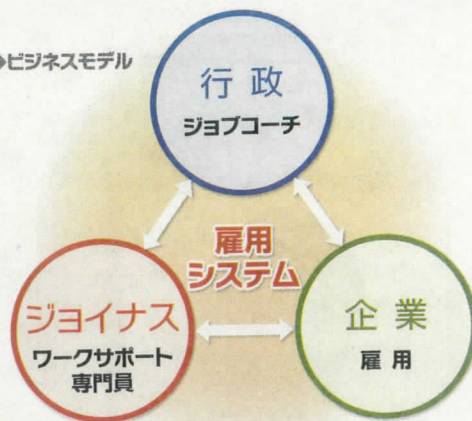 ◆ビジネスモデル
行政
ジョブコーチ
雇用
システム
ジョイナス
ワークサポート
専門員
企業
雇用